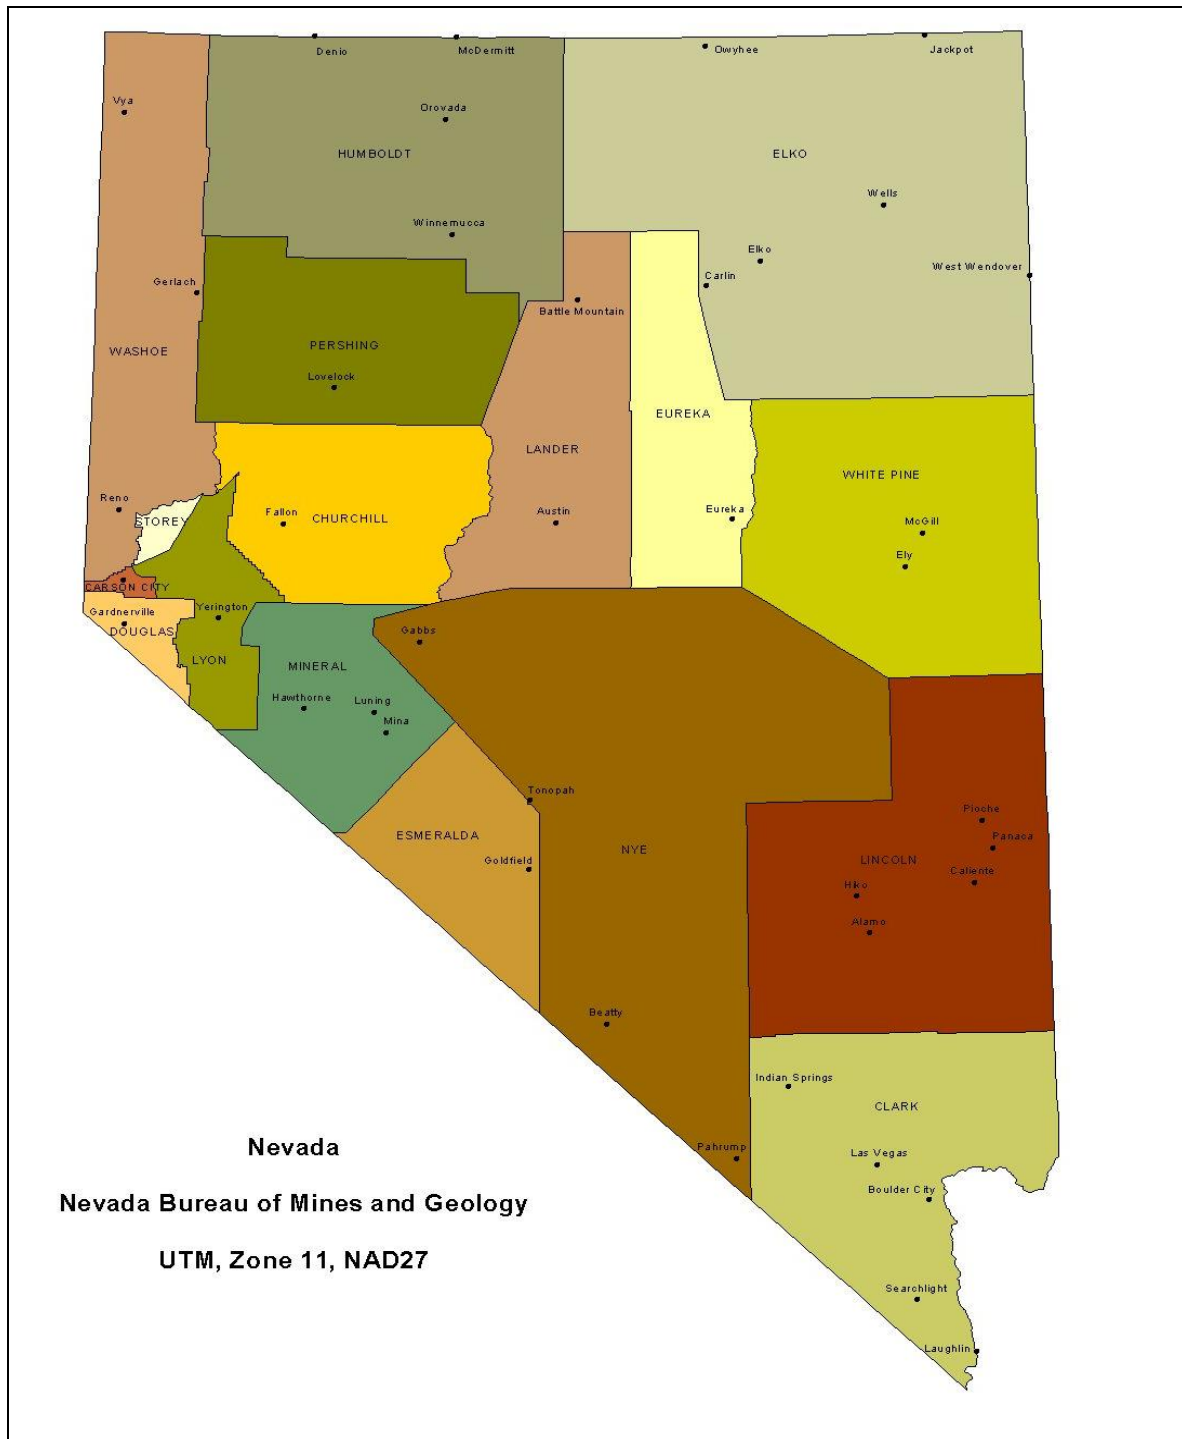 Denio
McDermitt
Owyhee
Jackpot
Vya
Orovada
HUMBOLDT
ELKO
Wells
Winnemucca
Elko
West Wendover
Gerlach
Carlin
Battle Mountain
PERSHING
WASHOE
Lovelock
EUREKA
LANDER
WHITE PINE
Reno
STOREY
Fallon
CHURCHILL
Austin
Eureka
McGill
Ely
CARSON CITY
Gardnerville
Yerington
DOUGLAS
Gabbs
LYON
MINERAL
Hawthorne
Luning
Mina
Tonopah
Pioche
ESMERALDA
Panaca
NYE
Goldfield
LINCOLN
Caliente
Hiko
Alamo
Beatty
Indian Springs
CLARK
Nevada
Pahrump
Las Vegas
Boulder City
Nevada Bureau of Mines and Geology
UTM, Zone 11, NAD27
Searchlight
Laughlin